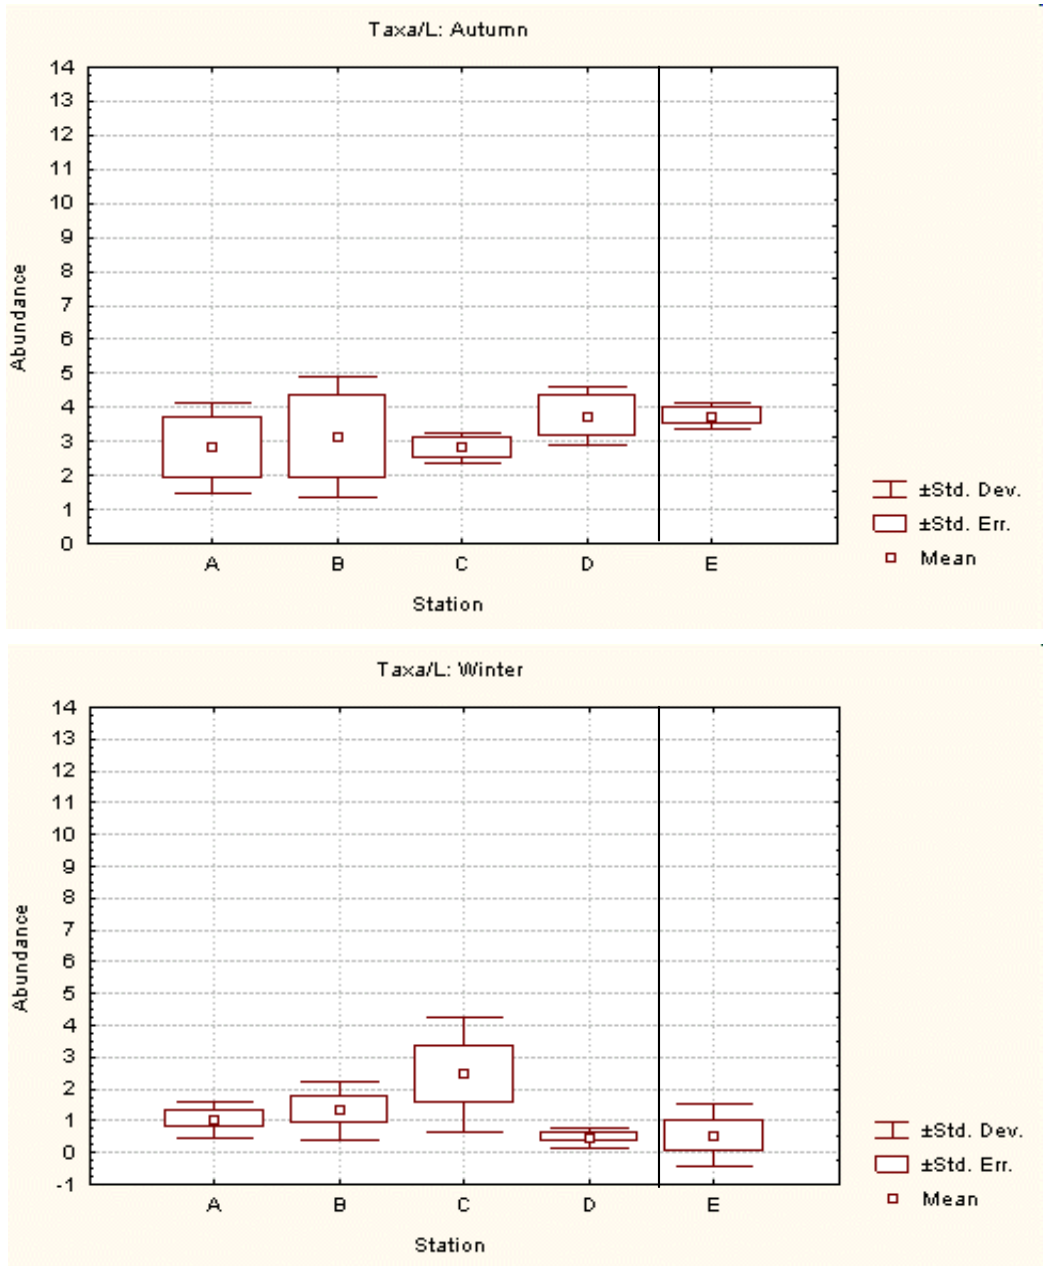 Taxa/L: Autumn
14
13
12
11
10
9
8
7
6
5
4
3
2
1
0
Abundance
A B C D E
Station
±Std. Dev.
±Std. Err.
Mean
Taxa/L: Winter
14
13
12
11
10
9
8
7
6
5
4
3
2
1
0
-1
Abundance
A B C D E
Station
±Std. Dev.
±Std. Err.
Mean